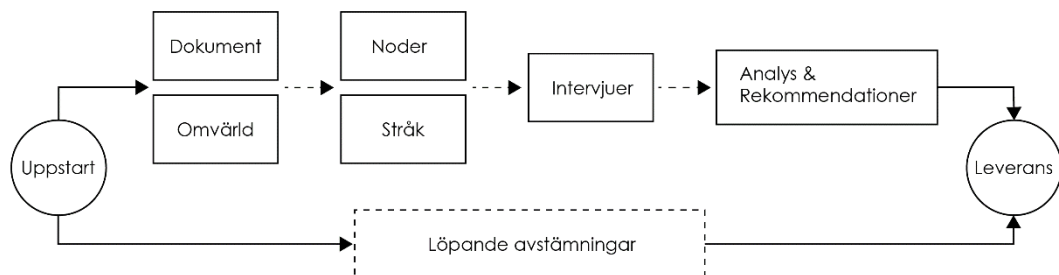 Dokument
Noder
Omvärld
Stråk
Intervjuer
Analys &
Rekommendationer
Uppstart
Leverans
Löpande avstämningar